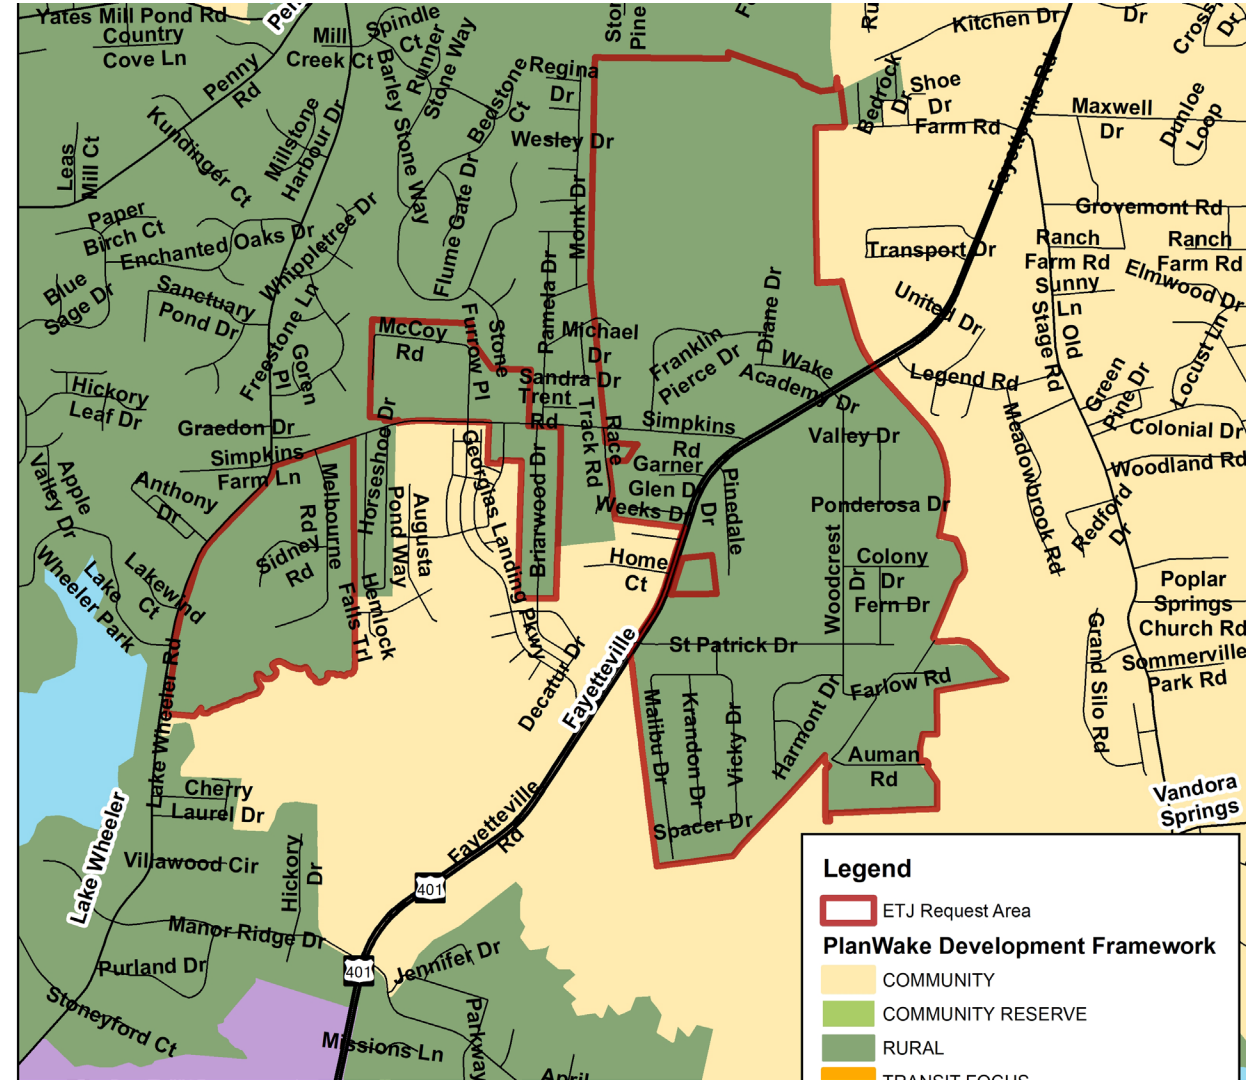 Yates Mill Pond Rd
Country
Cove Ln
Penny
Rd
Mill
Creek Ct
Spindle
Ct
Runner
Stone Way
Barley Stone Way
Bedstone
Ct
Regina
Dr
Wesley Dr
Pine
Kitchen Dr
Dr
Dr
Bedrock
Dr
Shoe
Dr
Farm Rd
Fayetteville Rd
Maxwell
Dr
Dunloe
Loop
Leas
Mill Ct
Kundinger Ct
Millstone
Harbour Dr
Paper
Birch Ct
Enchanted Oaks Dr
Whippletree Dr
Flume Gate Dr
Monk Dr
Pamela Dr
Blue
Sage Dr
Sanctuary
Pond Dr
Freestone Ln
Goren
Pl
McCoy
Rd
Furrow Pl
Stone
Michael
Dr
Sandra Dr
Trent
Rd
Franklin
Pierce Dr
Diane Dr
Wake
Academy Dr
Transport Dr
United Dr
Legend Rd
Grovemont Rd
Ranch
Farm Rd
Ranch
Farm Rd
Sunny
Ln
Elmwood Dr
Old
Stage Rd
Locust Ln
Green
Pine Dr
Colonial Dr
Woodland Rd
Meadowbrook Rd
Redford
Dr
Hickory
Leaf Dr
Graedon Dr
Simpkins
Farm Ln
Apple
Valley Dr
Anthony
Dr
Melbourne
Rd
Horseshoe Dr
Augusta
Pond Way
Georgias Landing Pkwy
Briarwood Dr
Race
Track Rd
Simpkins
Rd
Garner
Glen Dr
Weeks Dr
Pinedale
Dr
Valley Dr
Ponderosa Dr
Woodcrest
Dr
Colony
Dr
Fern Dr
Home
Ct
Sidney
Rd
Hemlock
Falls Trl
Lake
Wheeler Park
Lakewind
Ct
Lake Wheeler Rd
Decatur Dr
Fayetteville
St Patrick Dr
Farlow Rd
Malibu Dr
Krandon Dr
Vicky Dr
Harmont Dr
Auman
Rd
Spacer Dr
Poplar
Springs
Church Rd
Sommerville
Park Rd
Grand Silo Rd
Vandora
Springs
Cherry
Laurel Dr
Villawood Cir
Hickory
Dr
Lake Wheeler
Fayetteville
Rd
401
Manor Ridge Dr
401
Jennifer Dr
Purland Dr
Stoneyford Ct
Missions Ln
Parkway
April
Legend
ETJ Request Area
PlanWake Development Framework
COMMUNITY
COMMUNITY RESERVE
RURAL
TRANSIT FOCUS